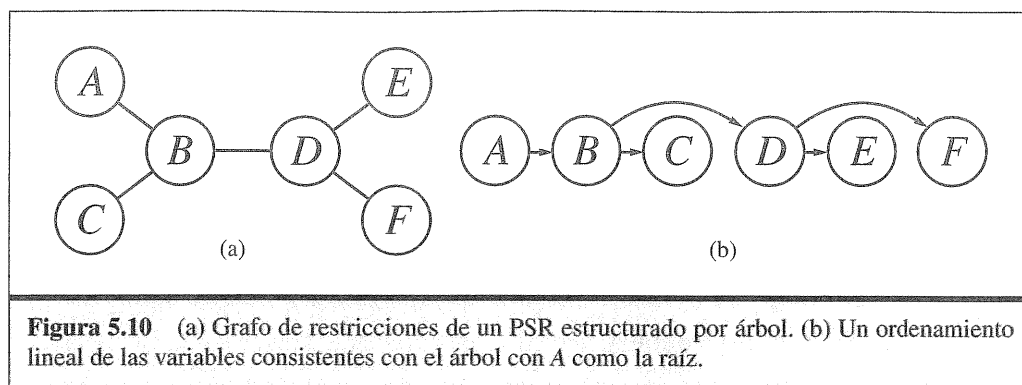 A E
B D A B C D E F
C F
(a) (b)
Figura 5.10 (a) Grafo de restricciones de un PSR estructurado por árbol. (b) Un ordenamiento
lineal de las variables consistentes con el árbol con A como la raíz.